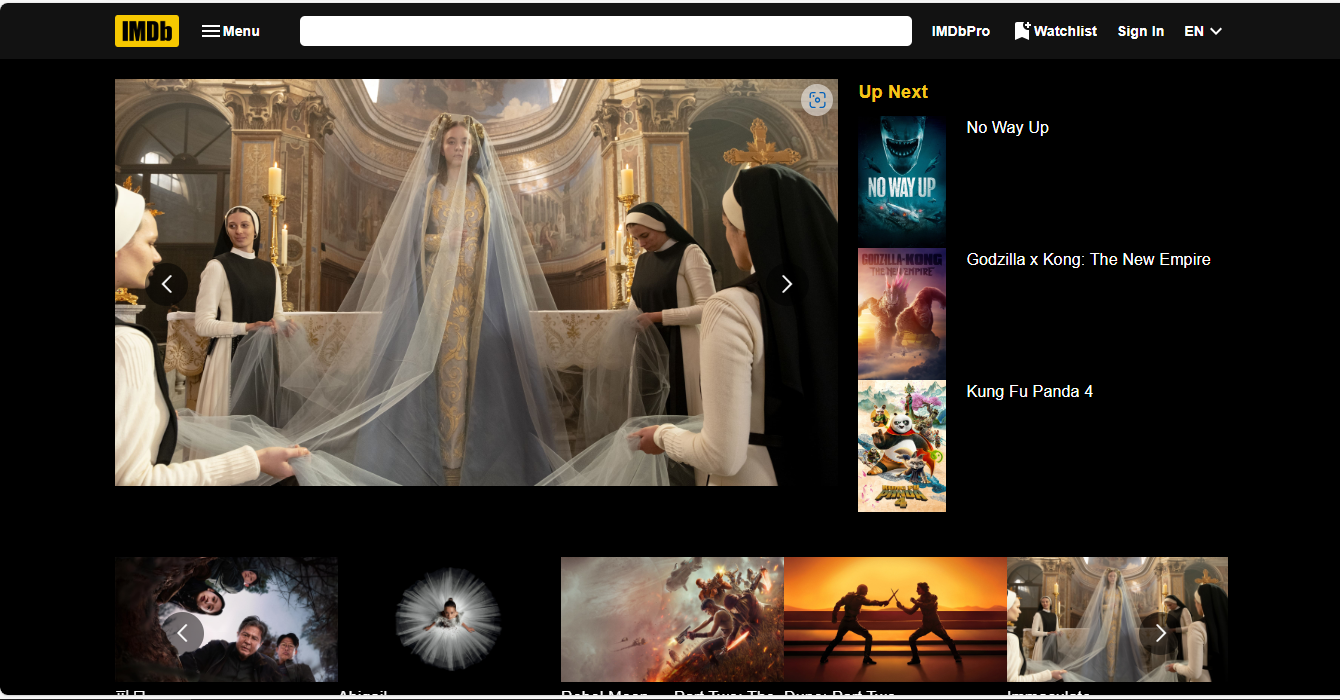 IMDb
Menu
IMDbPro
Watchlist
Sign In
EN
Up Next
NO WAY UP
No Way Up
GODZILLA x KONG
THE NEW EMPIRE
Godzilla x Kong: The New Empire
Kung Fu Panda 4
파묘
Abigail
Rebel Moon — Part Two: The
Dune: Part Two
Immaculate